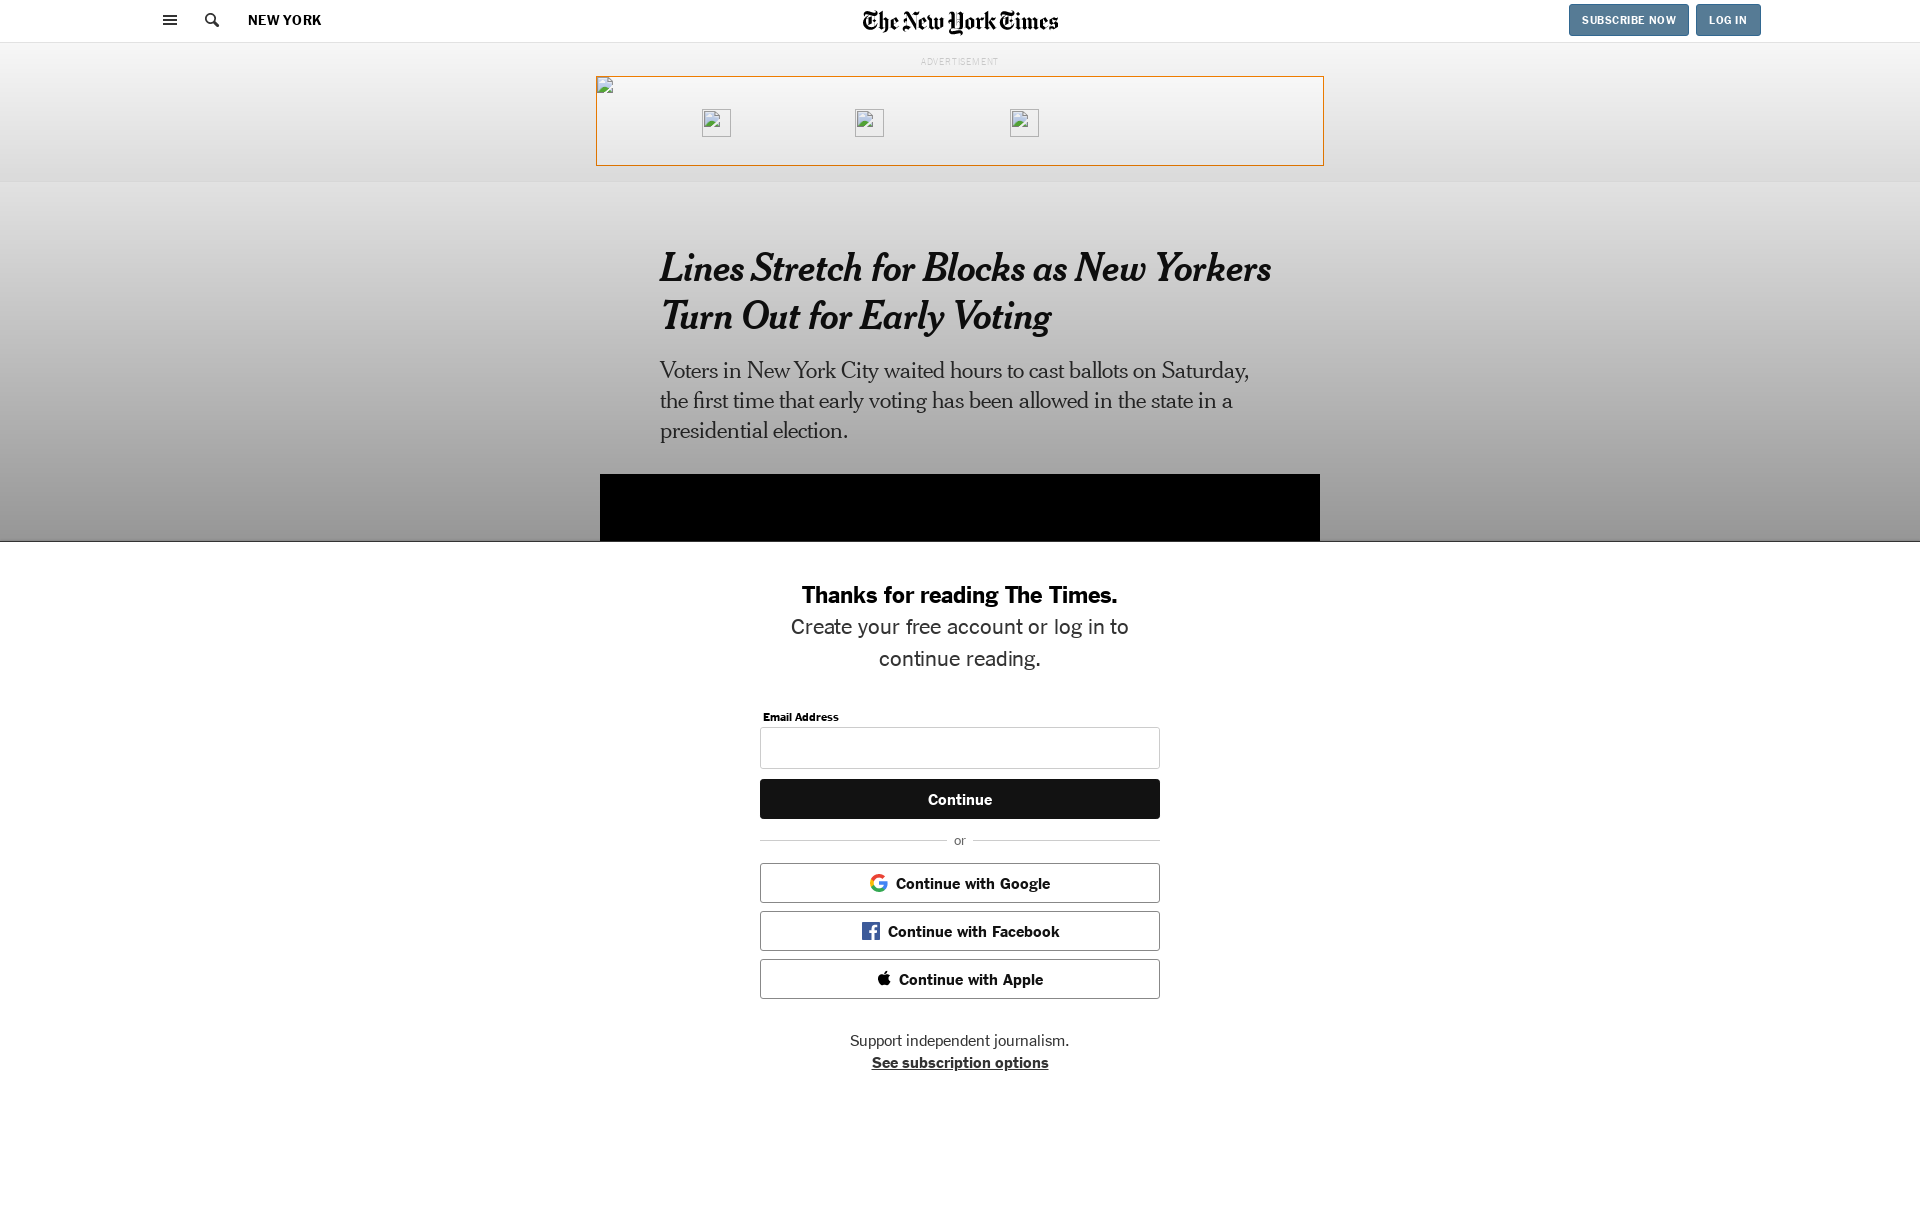 NEW YORK
The New York Times
SUBSCRIBE NOW
LOG IN
ADVERTISEMENT
Lines Stretch for Blocks as New Yorkers
Turn Out for Early Voting
Voters in New York City waited hours to cast ballots on Saturday,
the first time that early voting has been allowed in the state in a
presidential election.
Thanks for reading The Times.
Create your free account or log in to
continue reading.
Email Address
Continue
or
Continue with Google
Continue with Facebook
Continue with Apple
Support independent journalism.
See subscription options